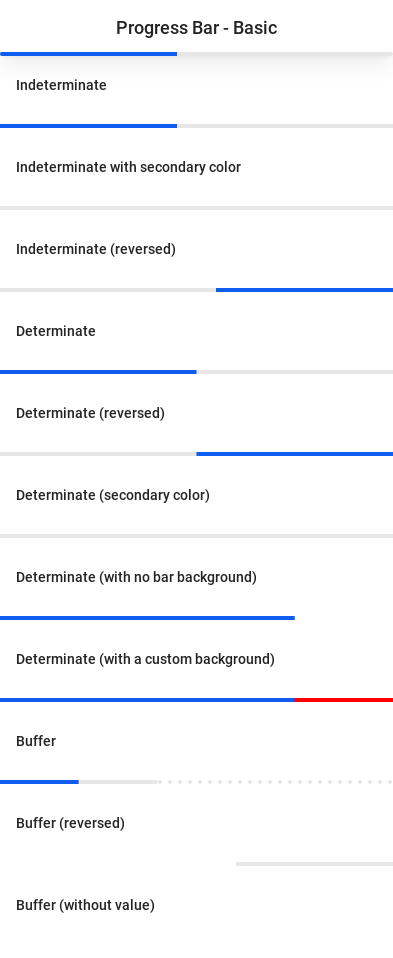 Progress Bar - Basic
Indeterminate
Indeterminate with secondary color
Indeterminate (reversed)
Determinate
Determinate (reversed)
Determinate (secondary color)
Determinate (with no bar background)
Determinate (with a custom background)
Buffer
Buffer (reversed)
Buffer (without value)